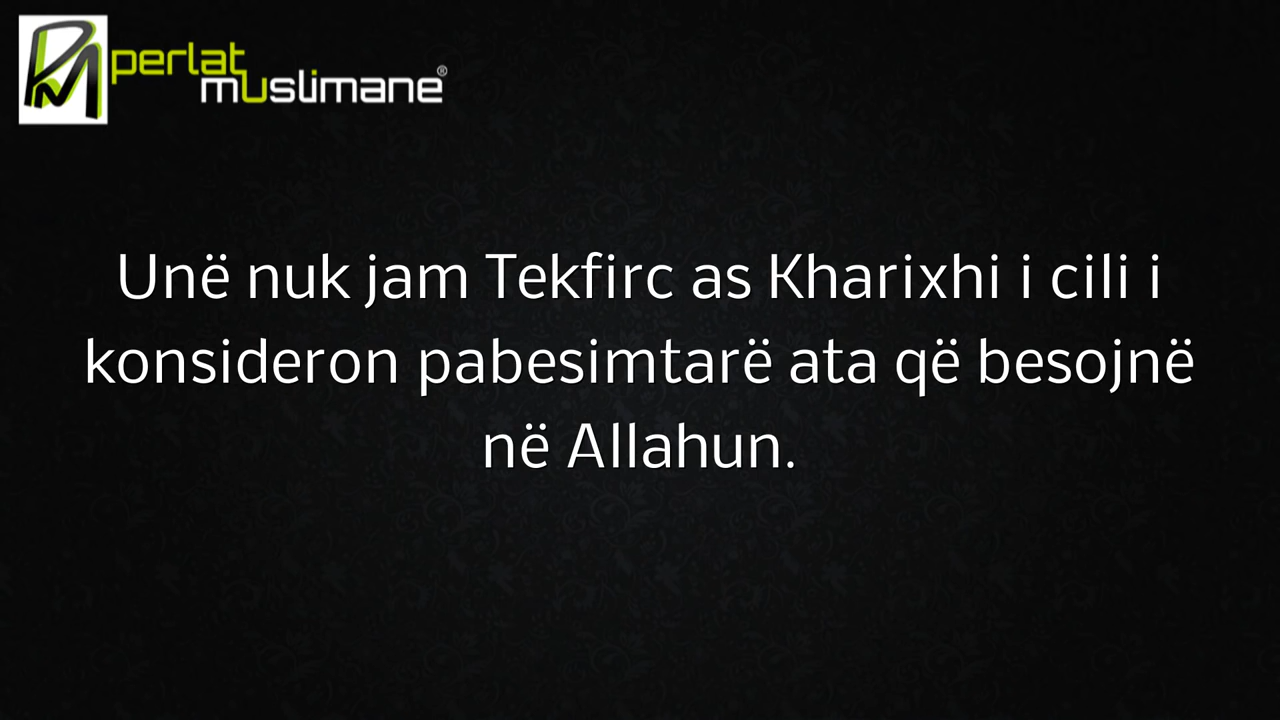 perlat
muslimane®
Unë nuk jam Tekfirc as Kharixhi i cili i
konsideron pabesimtarë ata që besojnë
në Allahun.